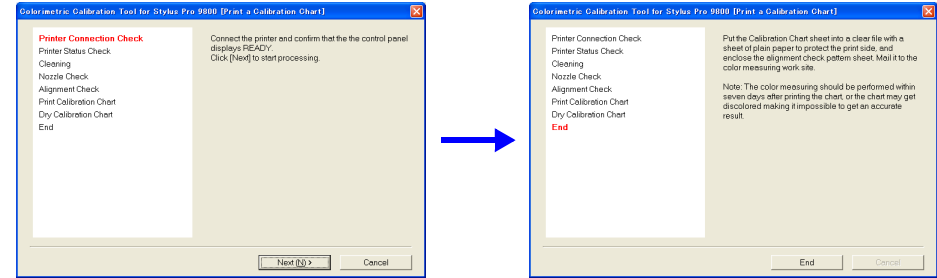 Colorimetric Calibration Tool for Stylus Pro 9800 [Print a Calibration Chart]
Printer Connection Check
Printer Status Check
Cleaning
Nozzle Check
Alignment Check
Print Calibration Chart
Dry Calibration Chart
End
Connect the printer and confirm that the the control panel
displays READY.
Click [Next] to start processing.
Next (N) >
Cancel
Colorimetric Calibration Tool for Stylus Pro 9800 [Print a Calibration Chart]
Printer Connection Check
Printer Status Check
Cleaning
Nozzle Check
Alignment Check
Print Calibration Chart
Dry Calibration Chart
End
Put the Calibration Chart sheet into a clear file with a
sheet of plain paper to protect the print side, and
enclose the alignment check pattern sheet. Mail it to the
color measuring work site.
Note: The color measuring should be performed within
seven days after printing the chart, or the chart may get
discolored making it impossible to get an accurate
result.
End
Cancel